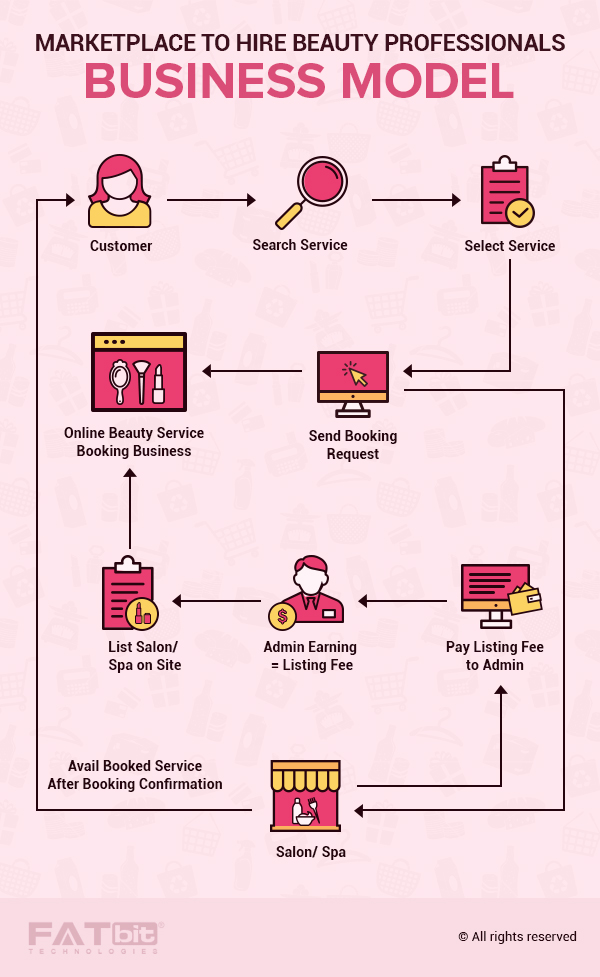 MARKETPLACE TO HIRE BEAUTY PROFESSIONALS
BUSINESS MODEL
Customer
Search Service
Select Service
Online Beauty Service
Booking Business
Send Booking
Request
List Salon/
Spa on Site
$
Admin Earning
= Listing Fee
Pay Listing Fee
to Admin
Avail Booked Service
After Booking Confirmation
Salon/ Spa
FATbit®
TECHNOLOGIES
© All rights reserved